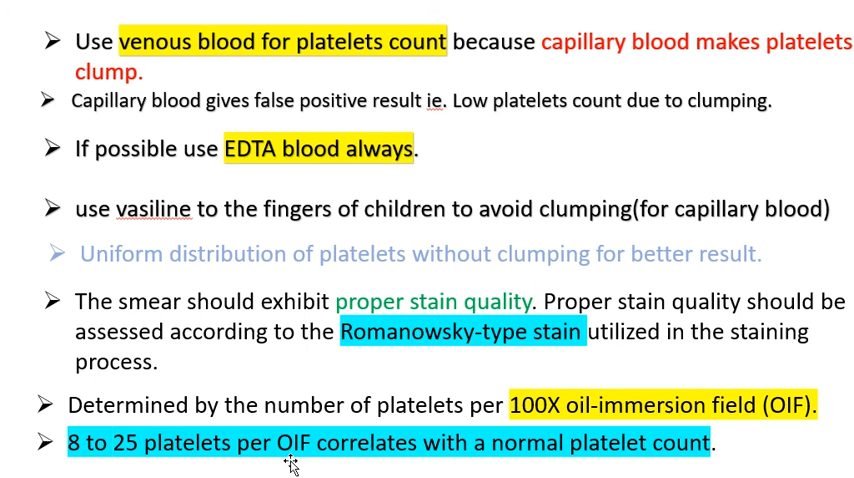 Use venous blood for platelets count because capillary blood makes platelets
clump.
Capillary blood gives false positive result ie. Low platelets count due to clumping.
If possible use EDTA blood always.
use vasiline to the fingers of children to avoid clumping(for capillary blood)
Uniform distribution of platelets without clumping for better result.
The smear should exhibit proper stain quality. Proper stain quality should be
assessed according to the Romanowsky-type stain utilized in the staining
process.
Determined by the number of platelets per 100X oil-immersion field (OIF).
8 to 25 platelets per OIF correlates with a normal platelet count.